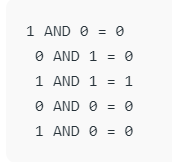 1 AND 0 = 0
0 AND 1 = 0
1 AND 1 = 1
0 AND 0 = 0
1 AND 0 = 0